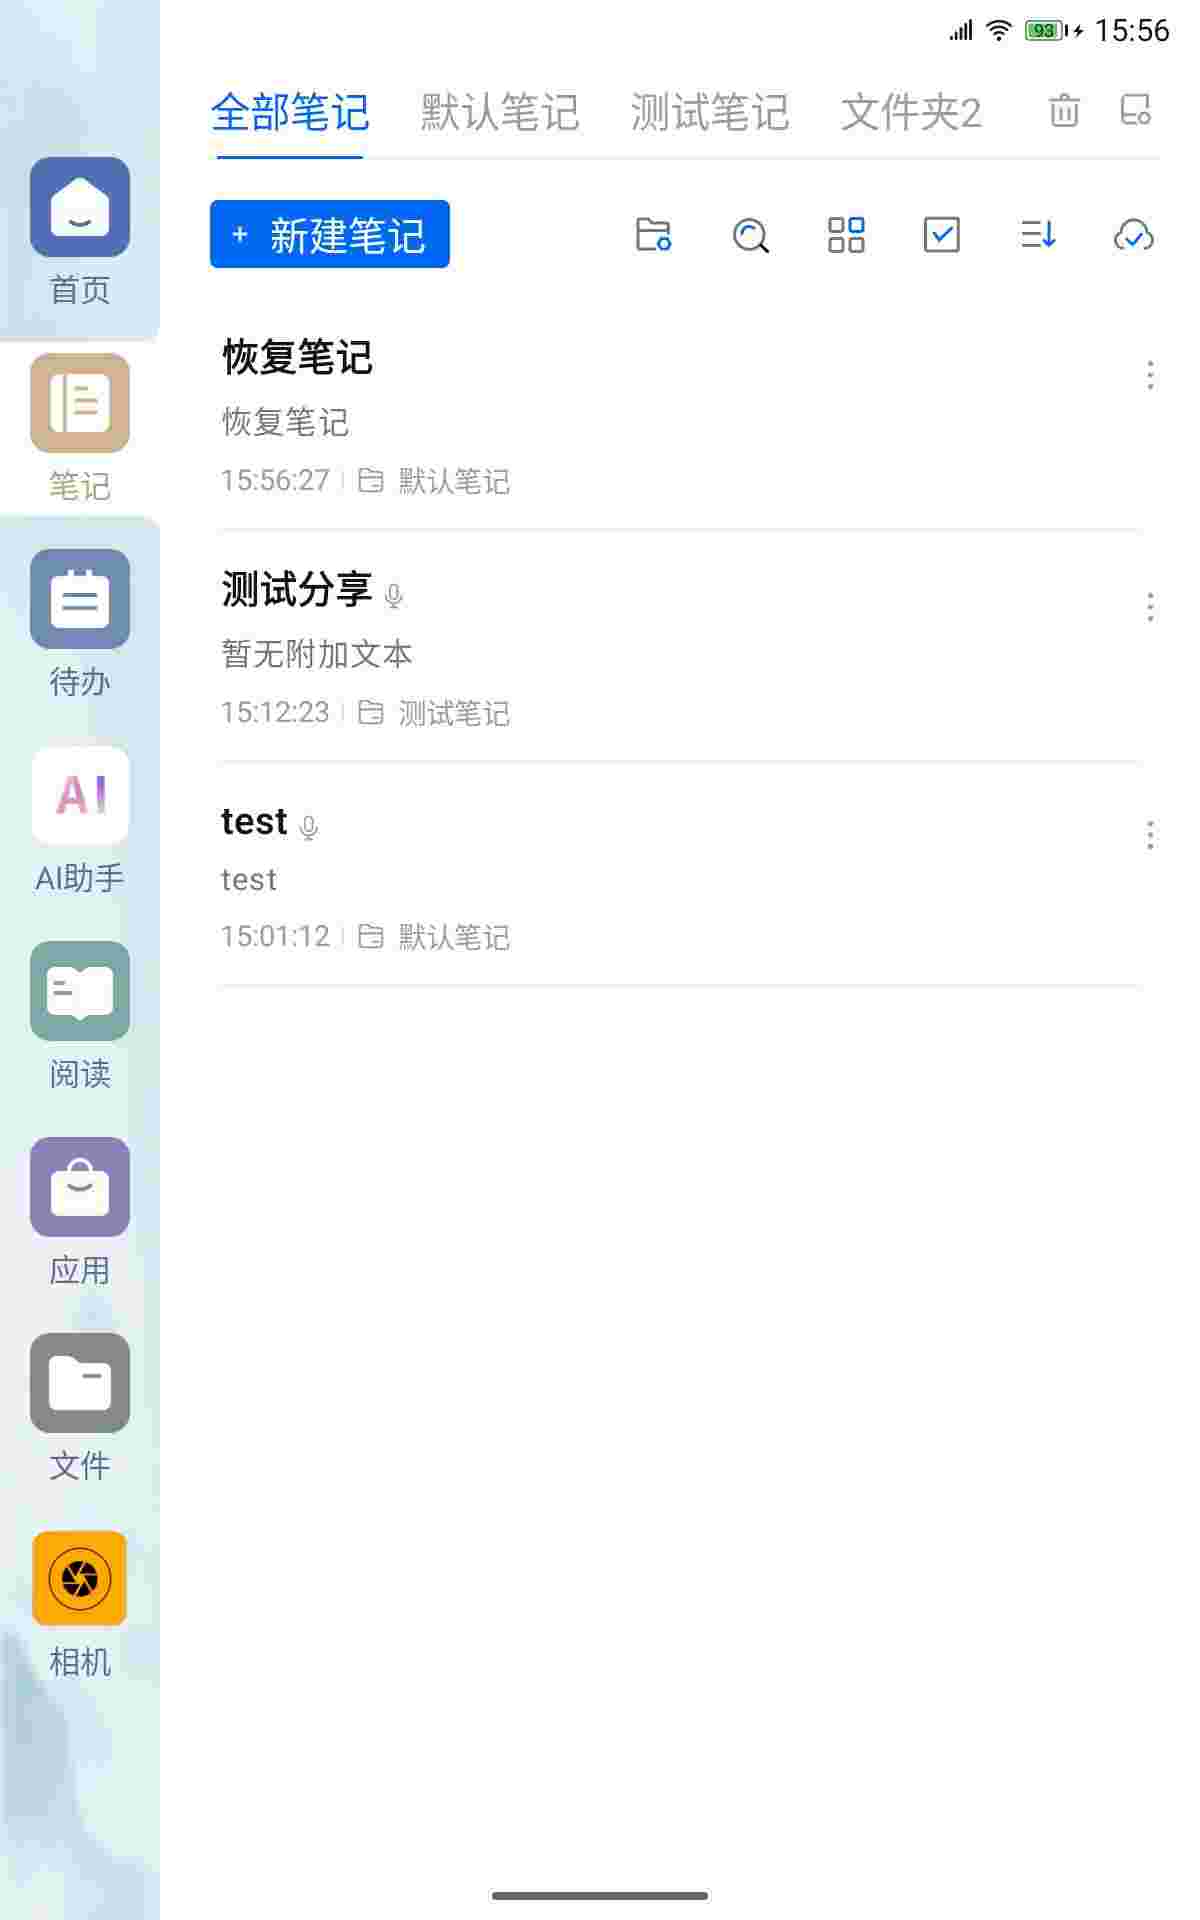 93 15:56
全部笔记 默认笔记 测试笔记 文件夹2
+ 新建笔记
首页
笔记
待办
AI
AI助手
阅读
应用
文件
相机
恢复笔记
恢复笔记
15:56:27 默认笔记
测试分享
暂无附加文本
15:12:23 测试笔记
test
test
15:01:12 默认笔记